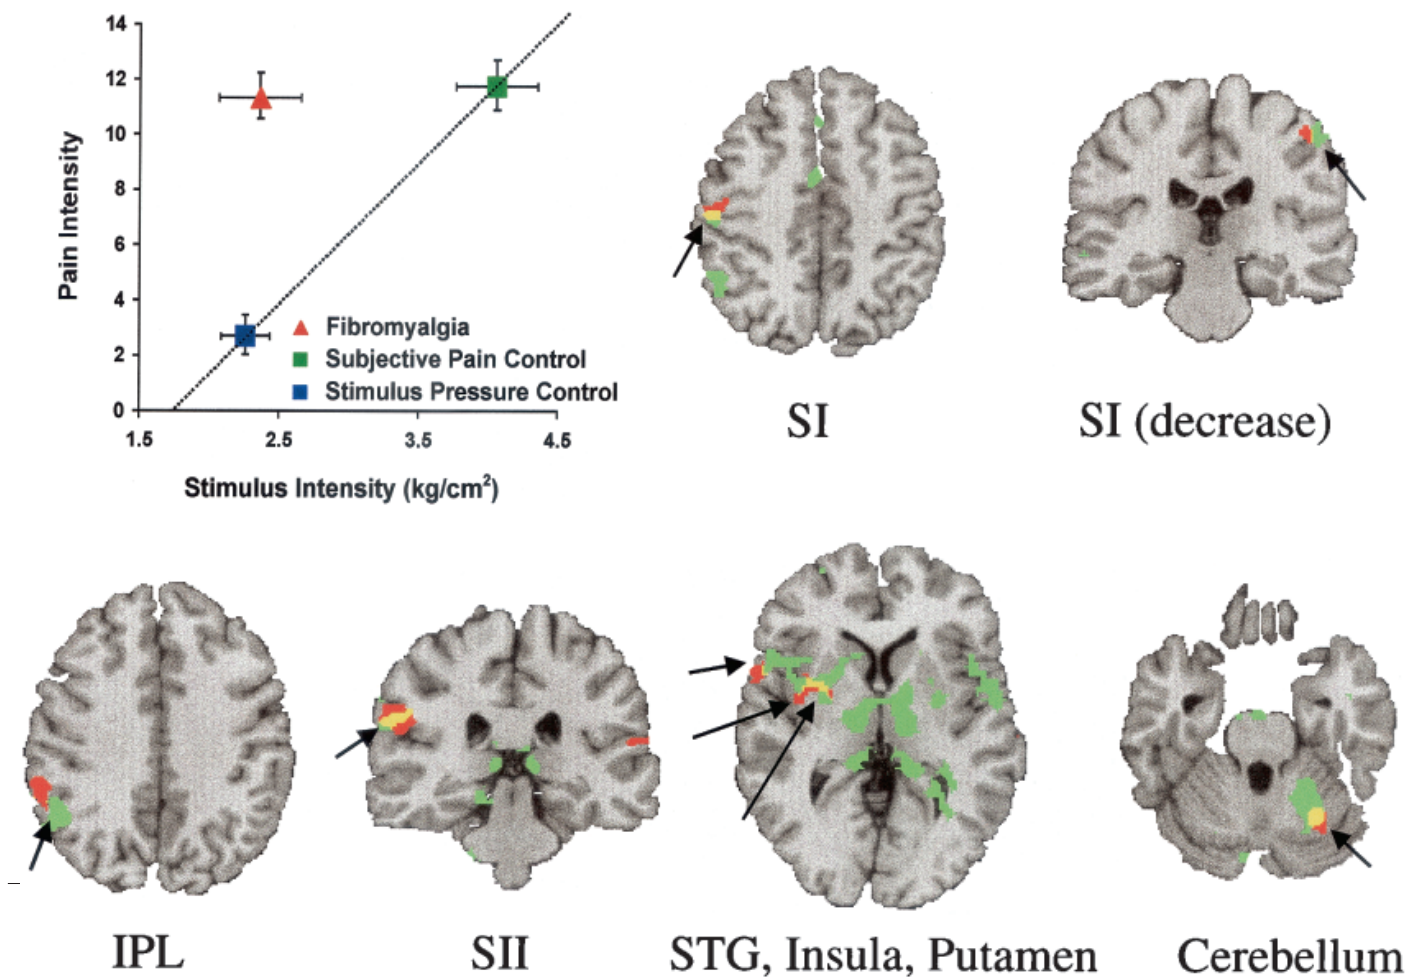 14
12
10
8
6
4
2
0
Pain Intensity
Fibromyalgia
Subjective Pain Control
Stimulus Pressure Control
1.5 2.5 3.5 4.5
Stimulus Intensity (kg/cm²)
SI
SI (decrease)
IPL
SII
STG, Insula, Putamen
Cerebellum